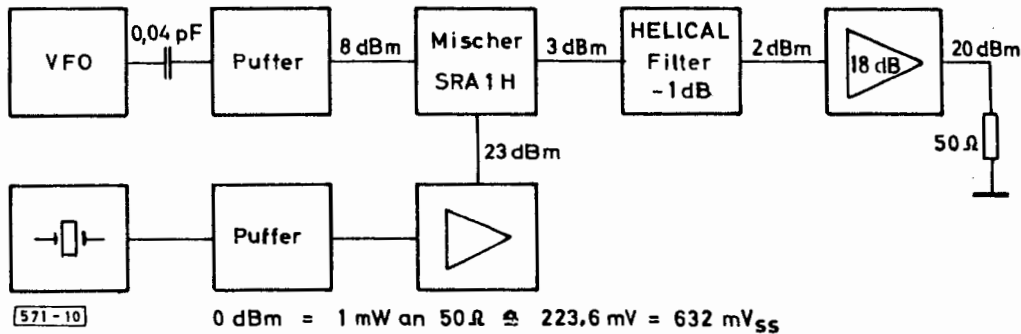 VFO
0,04 pF
Puffer
8 dBm
Mischer
SRA 1 H
3 dBm
HELICAL
Filter
-1 dB
2 dBm
18 dB
20 dBm
50 Ω
23 dBm
Puffer
571-10
0 dBm = 1 mW an 50 Ω ≙ 223,6 mV = 632 mVss